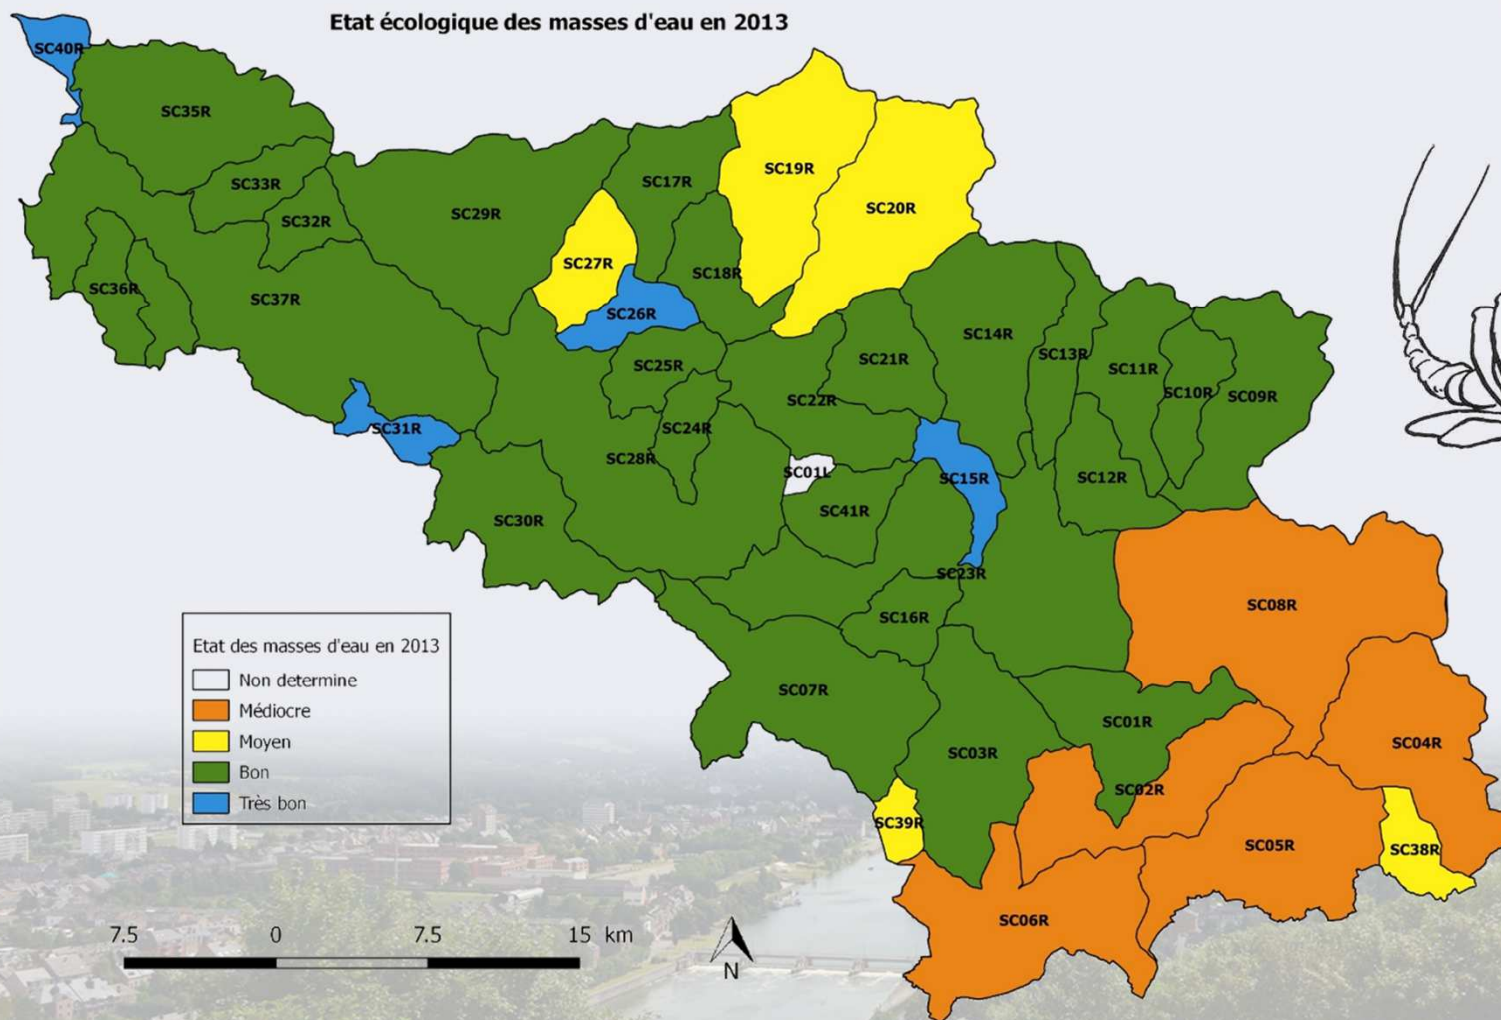 Etat écologique des masses d'eau en 2013
SC40R
SC35R
SC19R
SC33R
SC17R
SC20R
SC29R
SC32R
SC27R
SC18R
SC36R
SC37R
SC26R
SC14R
SC13R
SC21R
SC25R
SC11R
SC10R
SC09R
SC22R
SC31R
SC24R
SC28R
SC01L
SC15R
SC12R
SC41R
SC30R
SC23R
SC08R
SC16R
SC07R
SC01R
SC03R
SC04R
SC02R
SC39R
SC05R
SC38R
SC06R
Etat des masses d'eau en 2013
Non determine
Médiocre
Moyen
Bon
Très bon
7.5 0 7.5 15 km
N